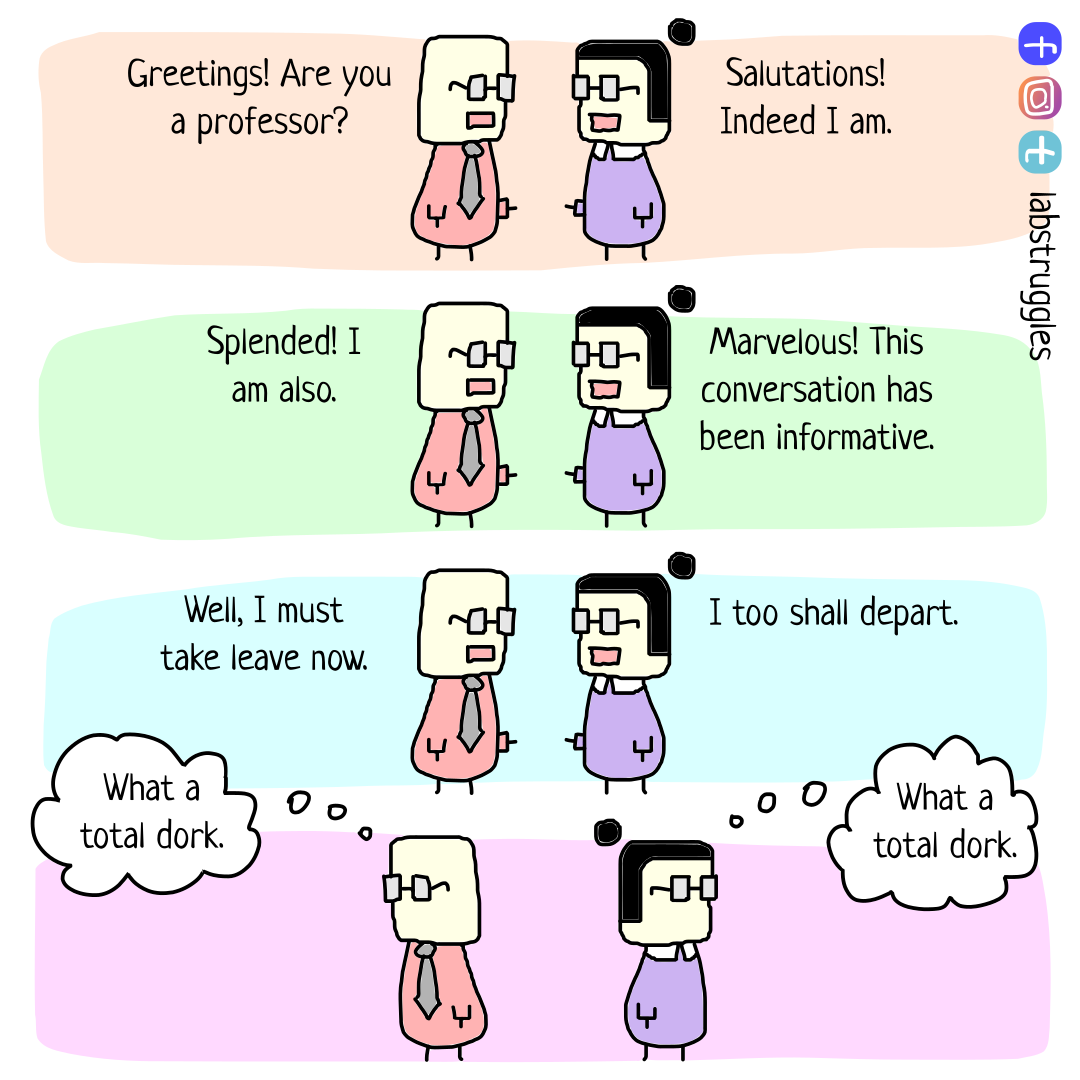 Greetings! Are you
a professor?
Salutations!
Indeed I am.
labstruggles
Splended! I
am also.
Marvelous! This
conversation has
been informative.
Well, I must
take leave now.
I too shall depart.
What a
total dork.
What a
total dork.